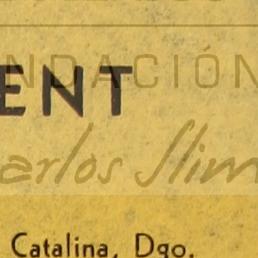 NDACIÓN
ENT
arlos Slim
Catalina, Dgo.